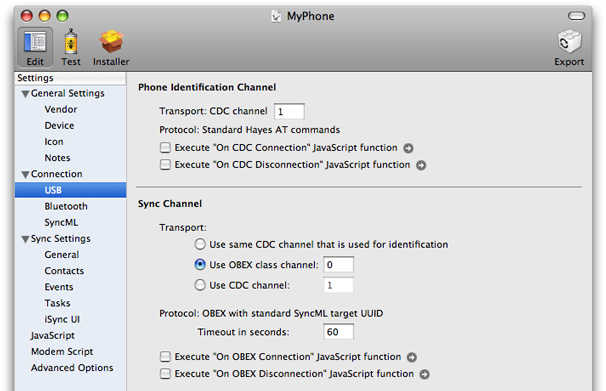 MyPhone
Edit Test Installer Export
Settings
General Settings
Vendor
Device
Icon
Notes
Connection
USB
Bluetooth
SyncML
Sync Settings
General
Contacts
Events
Tasks
iSync UI
JavaScript
Modem Script
Advanced Options
Phone Identification Channel
Transport: CDC channel 1
Protocol: Standard Hayes AT commands
Execute "On CDC Connection" JavaScript function
Execute "On CDC Disconnection" JavaScript function
Sync Channel
Transport:
Use same CDC channel that is used for identification
Use OBEX class channel: 0
Use CDC channel: 1
Protocol: OBEX with standard SyncML target UUID
Timeout in seconds: 60
Execute "On OBEX Connection" JavaScript function
Execute "On OBEX Disconnection" JavaScript function